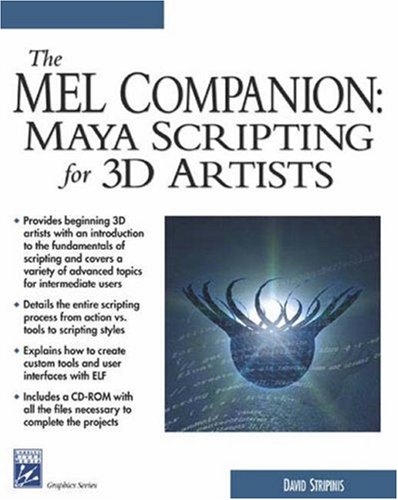 The
MEL COMPANION:
MAYA SCRIPTING
for 3D ARTISTS
Provides beginning 3D
artists with an introduction to
the fundamentals of
scripting and covers a
variety of advanced topics
for intermediate users
Details the entire scripting
process from action vs.
tools to scripting styles
Explains how to create
custom tools and user
interfaces with ELF
Includes a CD-ROM with
all the files necessary to
complete the projects
CHARLES
RIVER
MEDIA
Graphics Series
DAVID STRIPINIS